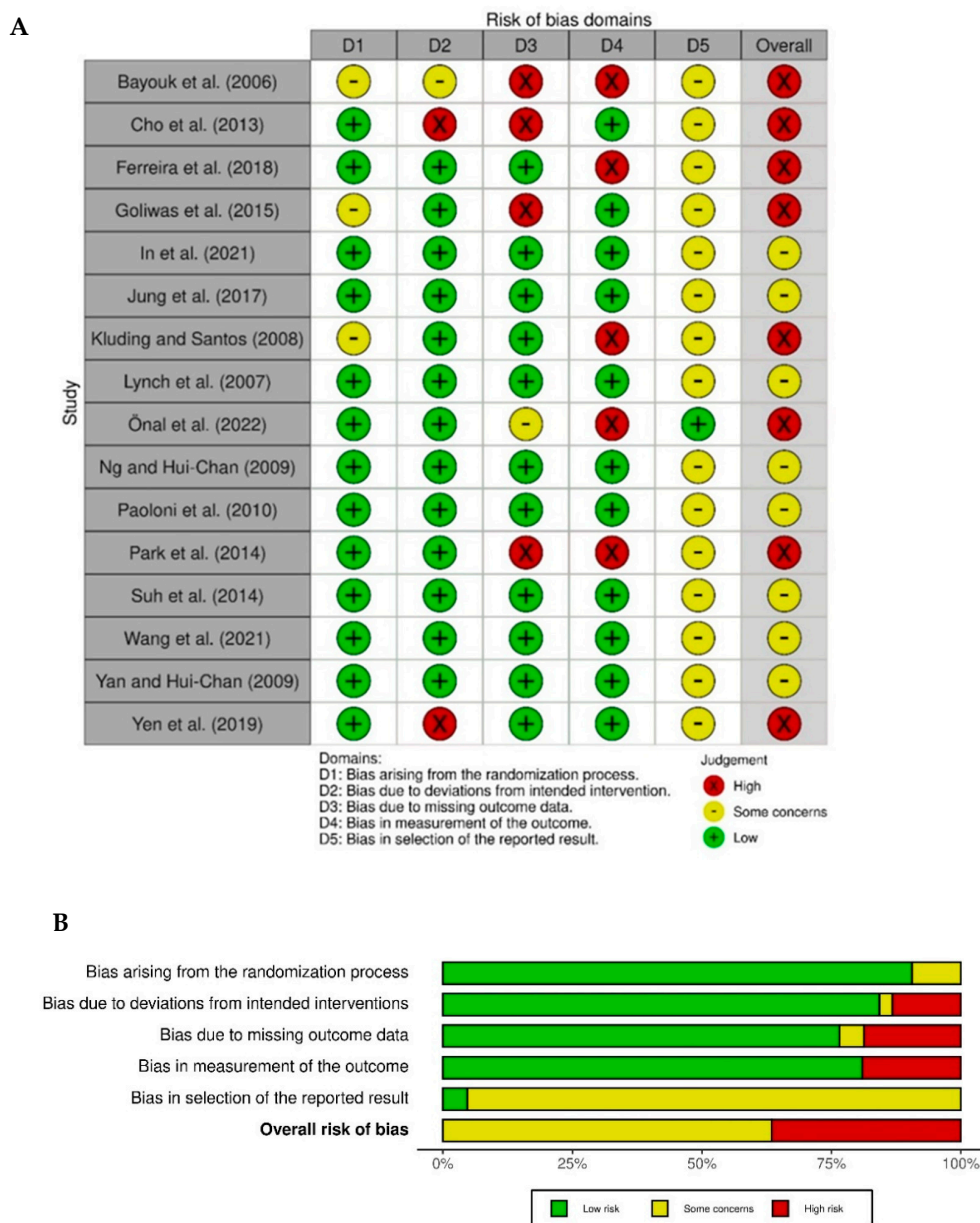 A
Risk of bias domains
D1 D2 D3 D4 D5 Overall
Study
Bayouk et al. (2006) - - X X - X
Cho et al. (2013) + X X + - X
Ferreira et al. (2018) + + + X - X
Goliwas et al. (2015) - + X + - X
In et al. (2021) + + + + - -
Jung et al. (2017) + + + + - -
Kluding and Santos (2008) - + + X - X
Lynch et al. (2007) + + + + - -
Önal et al. (2022) + + - X + X
Ng and Hui-Chan (2009) + + + + - -
Paoloni et al. (2010) + + + + - -
Park et al. (2014) + + X X - X
Suh et al. (2014) + + + + - -
Wang et al. (2021) + + + + - -
Yan and Hui-Chan (2009) + + + + - -
Yen et al. (2019) + X + + - X
Domains:
D1: Bias arising from the randomization process.
D2: Bias due to deviations from intended intervention.
D3: Bias due to missing outcome data.
D4: Bias in measurement of the outcome.
D5: Bias in selection of the reported result.
Judgement
X High
- Some concerns
+ Low
B
Bias arising from the randomization process
Bias due to deviations from intended interventions
Bias due to missing outcome data
Bias in measurement of the outcome
Bias in selection of the reported result
Overall risk of bias
0% 25% 50% 75% 100%
Low risk Some concerns High risk